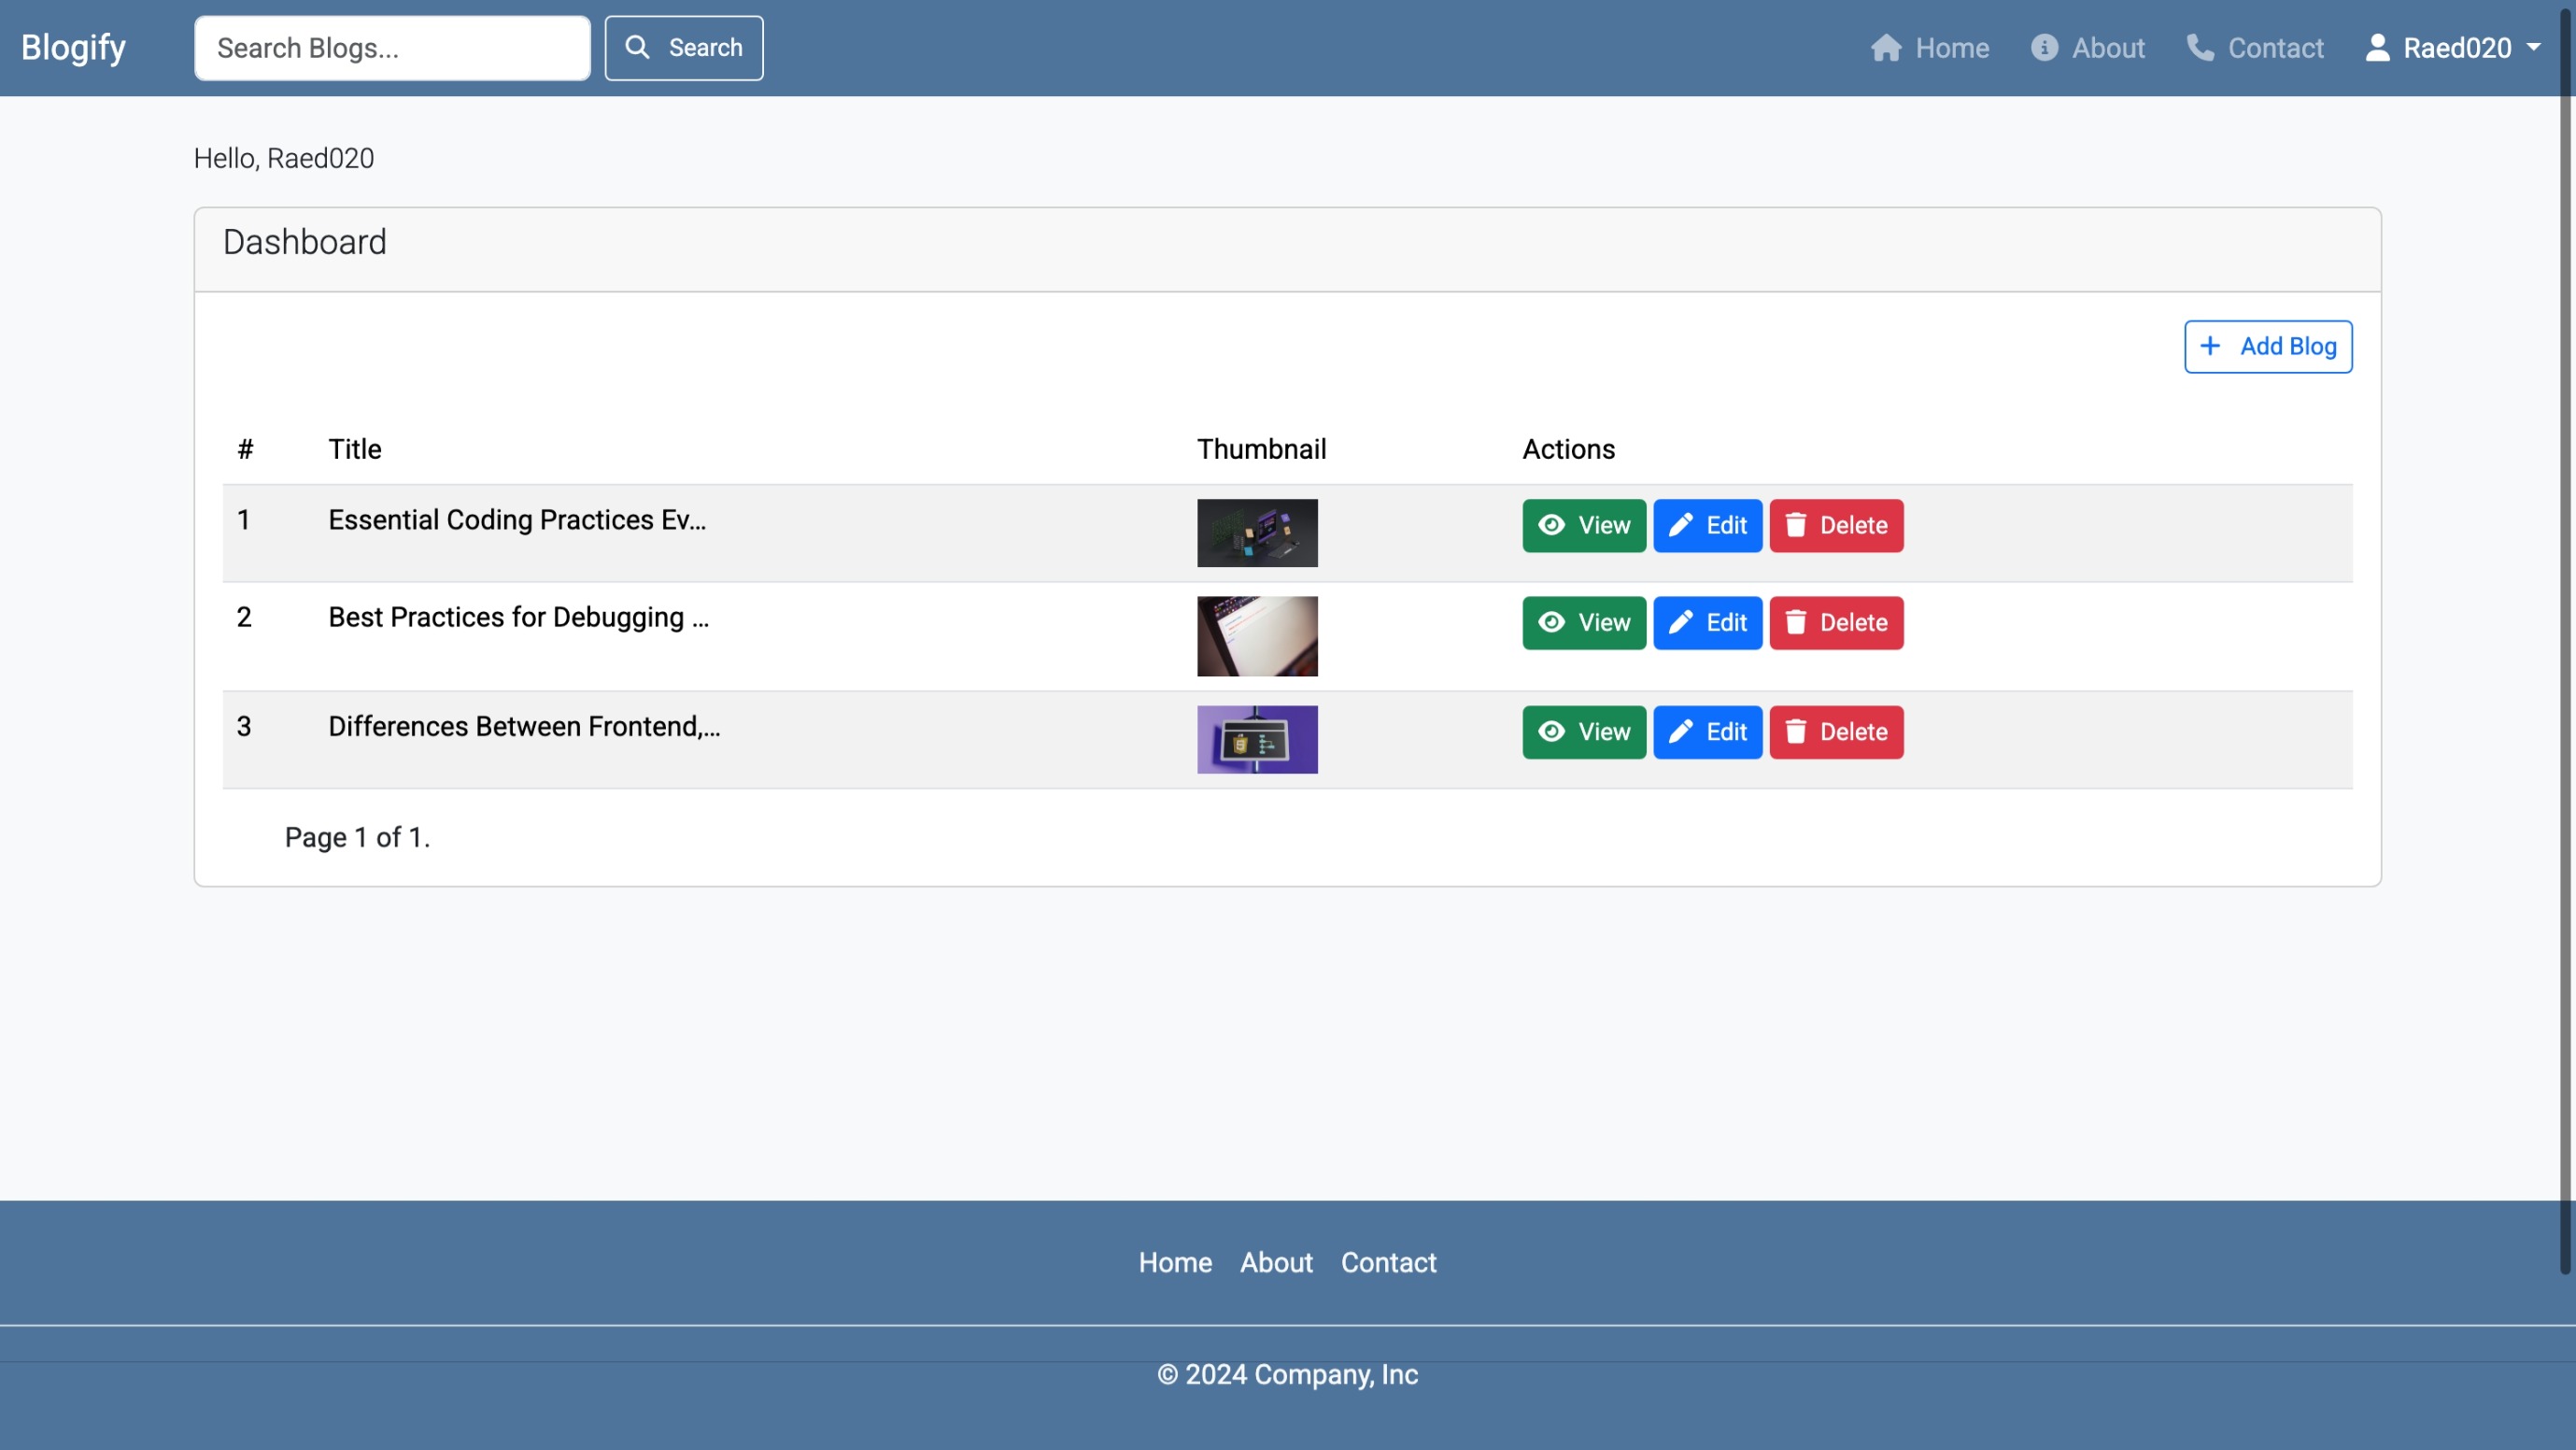 Blogify Search Blogs... Search Home About Contact Raed020
Hello, Raed020
Dashboard
Add Blog
# Title Thumbnail Actions
1 Essential Coding Practices Ev... View Edit Delete
2 Best Practices for Debugging ... View Edit Delete
3 Differences Between Frontend,... View Edit Delete
Page 1 of 1.
Home About Contact
© 2024 Company, Inc